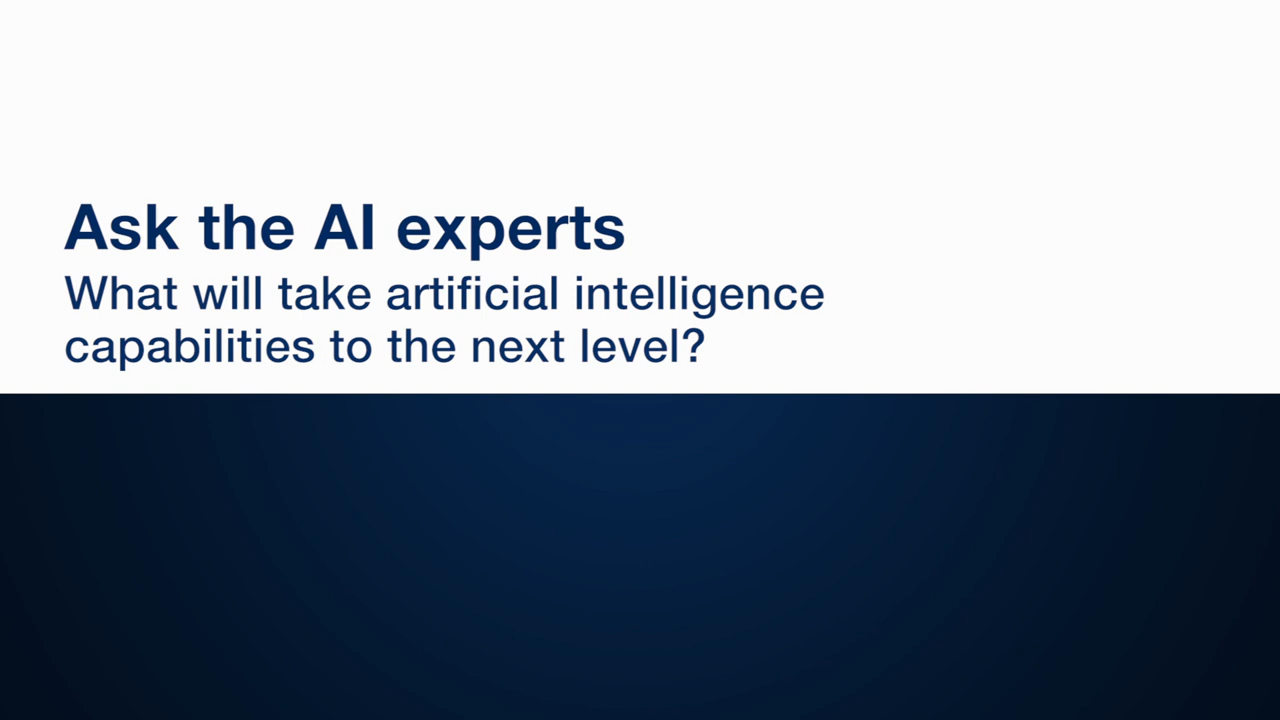 Ask the AI experts
What will take artificial intelligence
capabilities to the next level?